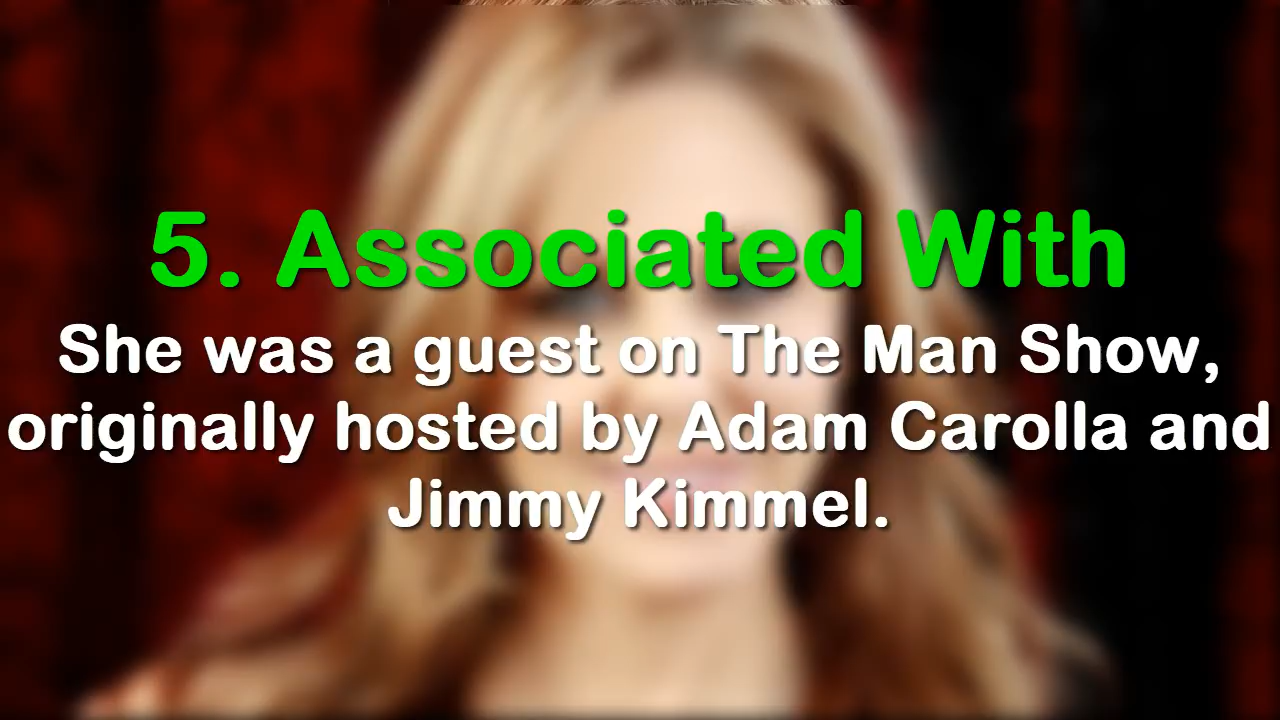 5. Associated With
She was a guest on The Man Show,
originally hosted by Adam Carolla and
Jimmy Kimmel.